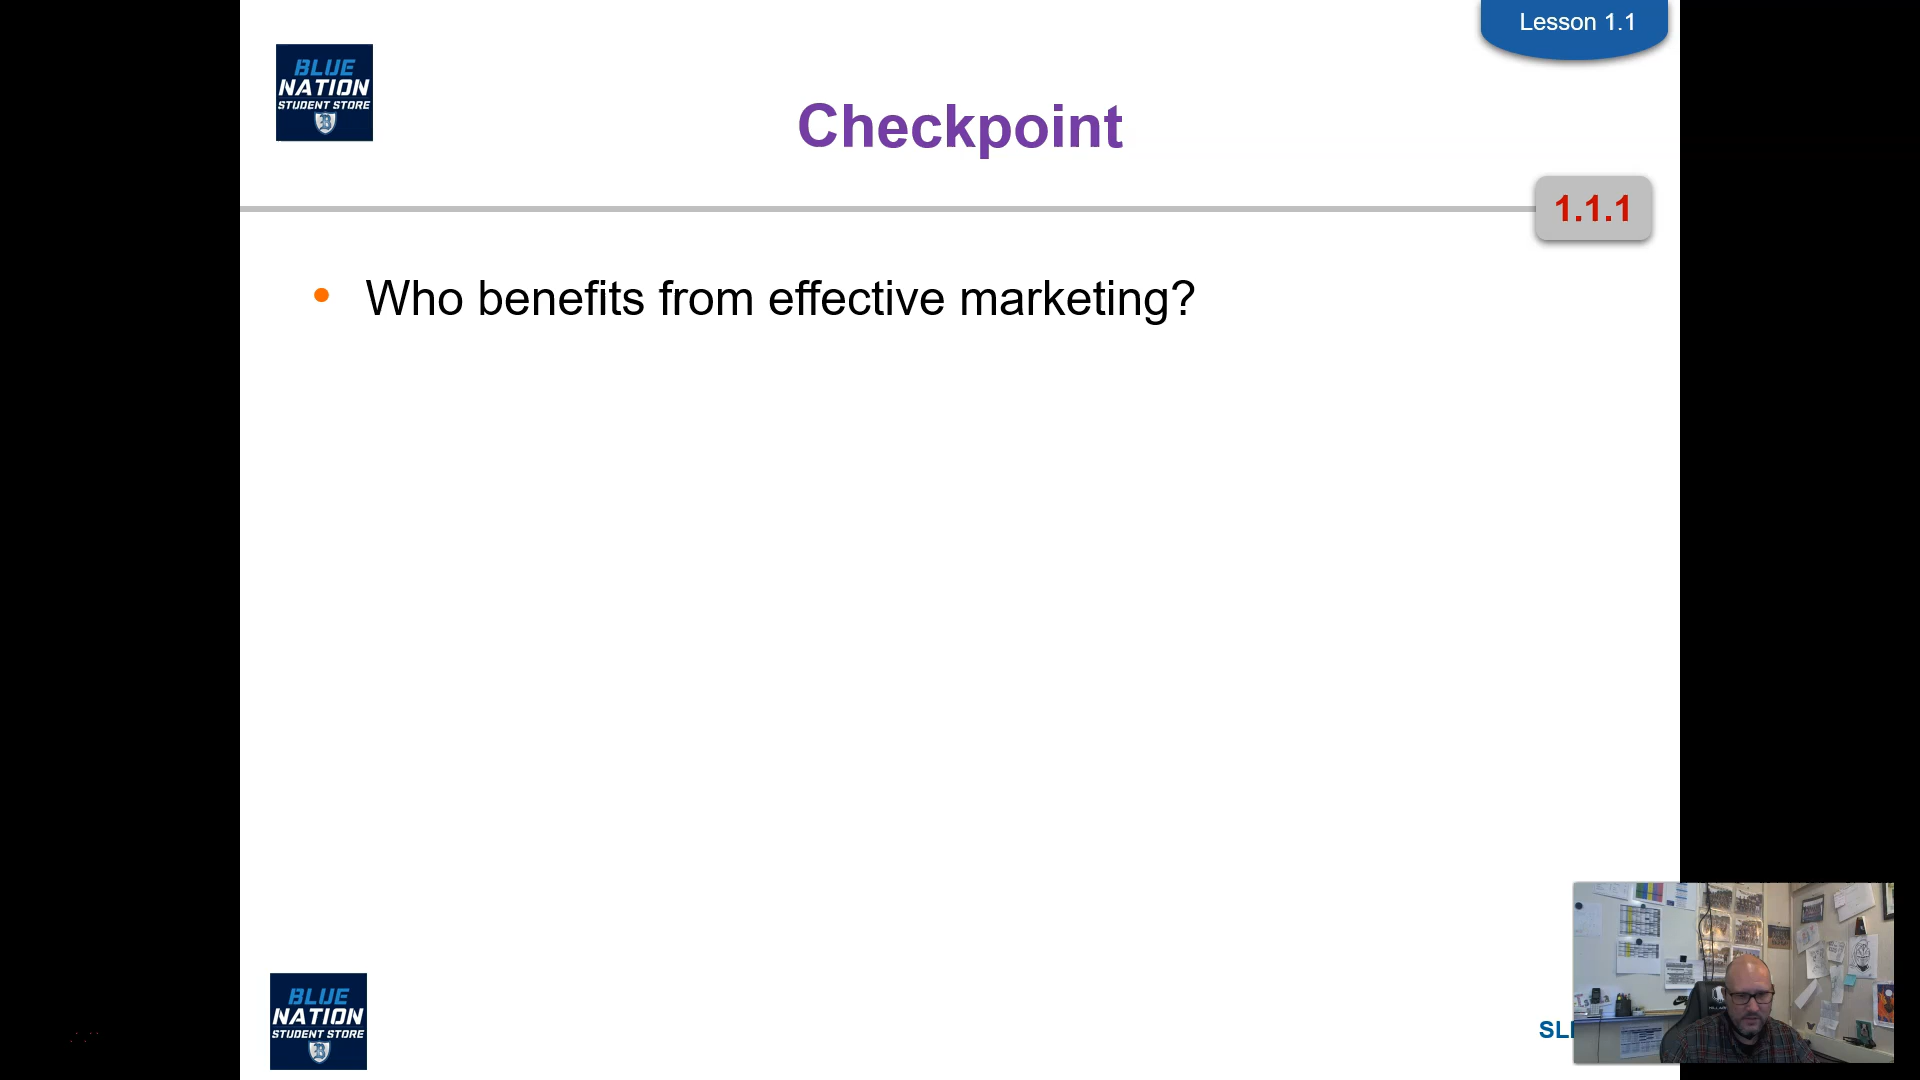 Lesson 1.1
BLUE
NATION
STUDENT STORE
B
Checkpoint
1.1.1
• Who benefits from effective marketing?
BLUE
NATION
STUDENT STORE
B